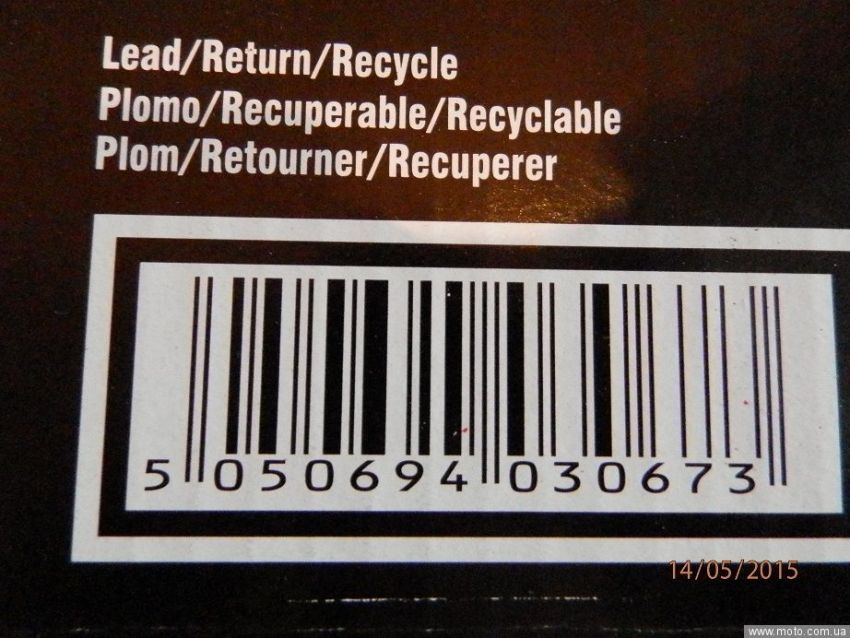 Lead/Return/Recycle
Plomo/Recuperable/Recyclable
Plom/Retourner/Recuperer
5 050694 030673
14/05/2015
www.moto.com.ua